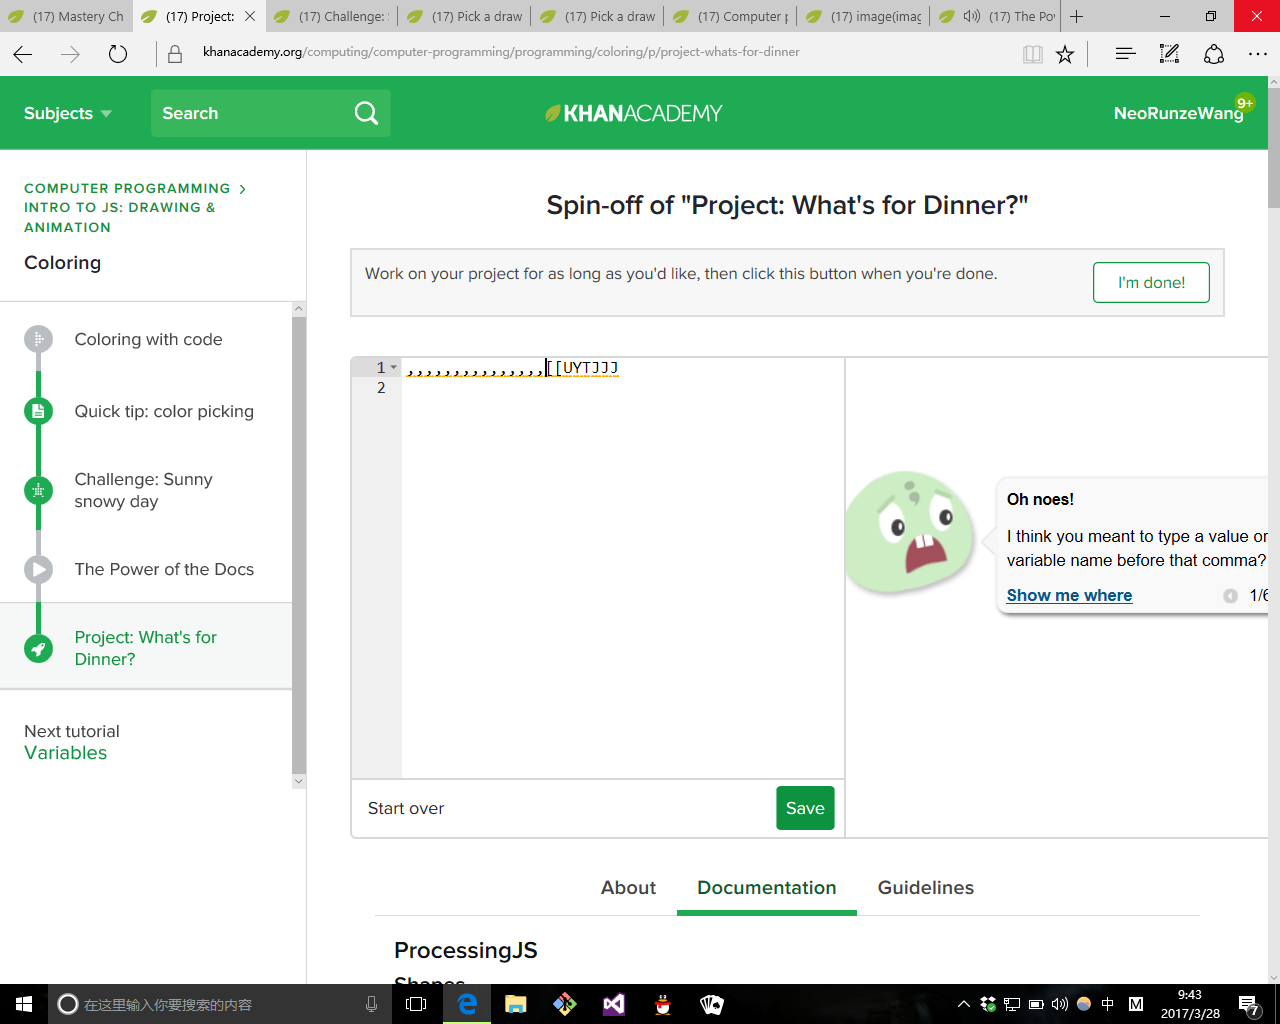 (17) Mastery Ch
(17) Project:
(17) Challenge:
(17) Pick a draw
(17) Pick a draw
(17) Computer p
(17) image(imag
(17) The Po
khanacademy.org/computing/computer-programming/programming/coloring/p/project-whats-for-dinner
Subjects
Search
KHANACADEMY
NeoRunzeWang
9+
COMPUTER PROGRAMMING >
INTRO TO JS: DRAWING &
ANIMATION
Coloring
Coloring with code
Quick tip: color picking
Challenge: Sunny
snowy day
The Power of the Docs
Project: What's for
Dinner?
Next tutorial
Variables
Spin-off of "Project: What's for Dinner?"
Work on your project for as long as you'd like, then click this button when you're done.
I'm done!
1 ,,,,,,,,,,,,,,,[[UYTJJJ
2
Oh noes!
I think you meant to type a value or
variable name before that comma?
Show me where
1/6
Start over
Save
About
Documentation
Guidelines
ProcessingJS
Shapes
在这里输入你要搜索的内容
中
M
9:43
2017/3/28
7